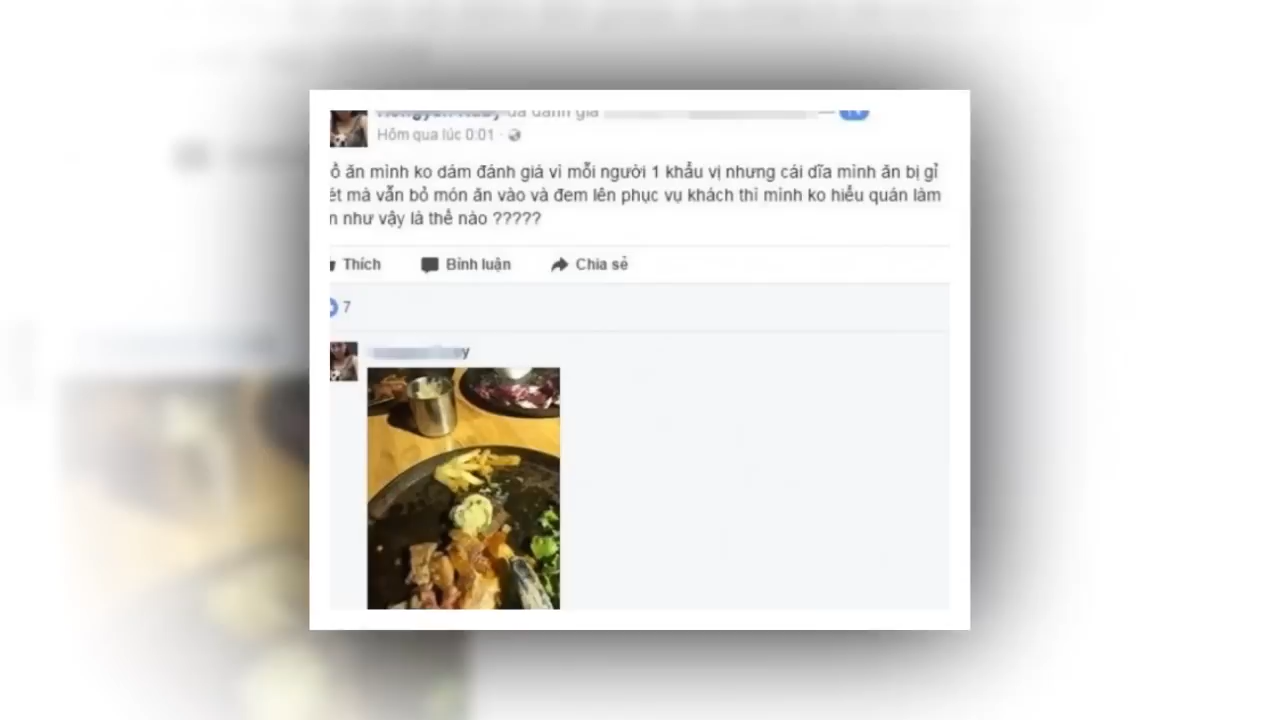 đã đánh giá
Hôm qua lúc 0:01
ồ ăn mình ko dám đánh giá vì mỗi người 1 khẩu vị nhưng cái dĩa mình ăn bị gỉ
ét mà vẫn bỏ món ăn vào và đem lên phục vụ khách thì mình ko hiểu quán làm
n như vậy là thế nào ?????
Thích Bình luận Chia sẻ
7
y